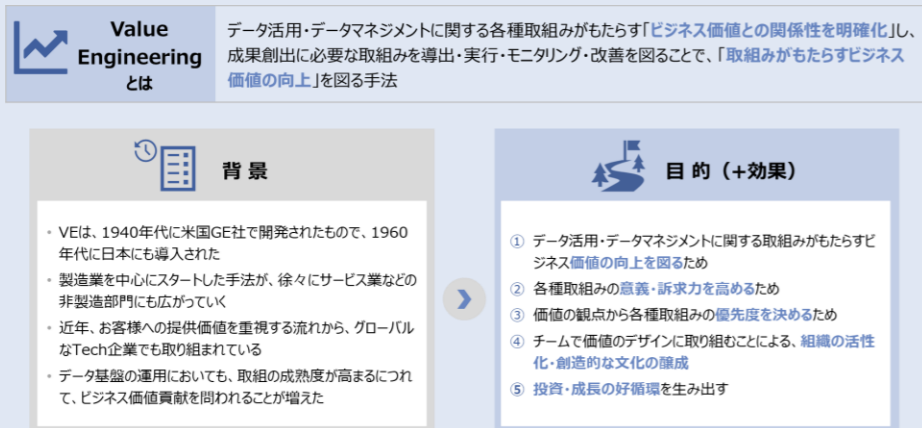 Value
Engineering
とは
データ活用・データマネジメントに関する各種取組みがもたらす「ビジネス価値との関係性を明確化」し、
成果創出に必要な取組みを導出・実行・モニタリング・改善を図ることで、「取組みがもたらすビジネス
価値の向上」を図る手法
背 景
• VEは、1940年代に米国GE社で開発されたもので、1960
年代に日本にも導入された
• 製造業を中心にスタートした手法が、徐々にサービス業などの
非製造部門にも広がっていく
• 近年、お客様への提供価値を重視する流れから、グローバル
なTech企業でも取り組まれている
• データ基盤の運用においても、取組の成熟度が高まるにつれ
て、ビジネス価値貢献を問われることが増えた
目 的（+効果）
① データ活用・データマネジメントに関する取組みがもたらすビ
ジネス価値の向上を図るため
② 各種取組みの意義・訴求力を高めるため
③ 価値の観点から各種取組みの優先度を決めるため
④ チームで価値のデザインに取り組むことによる、組織の活性
化・創造的な文化の醸成
⑤ 投資・成長の好循環を生み出す